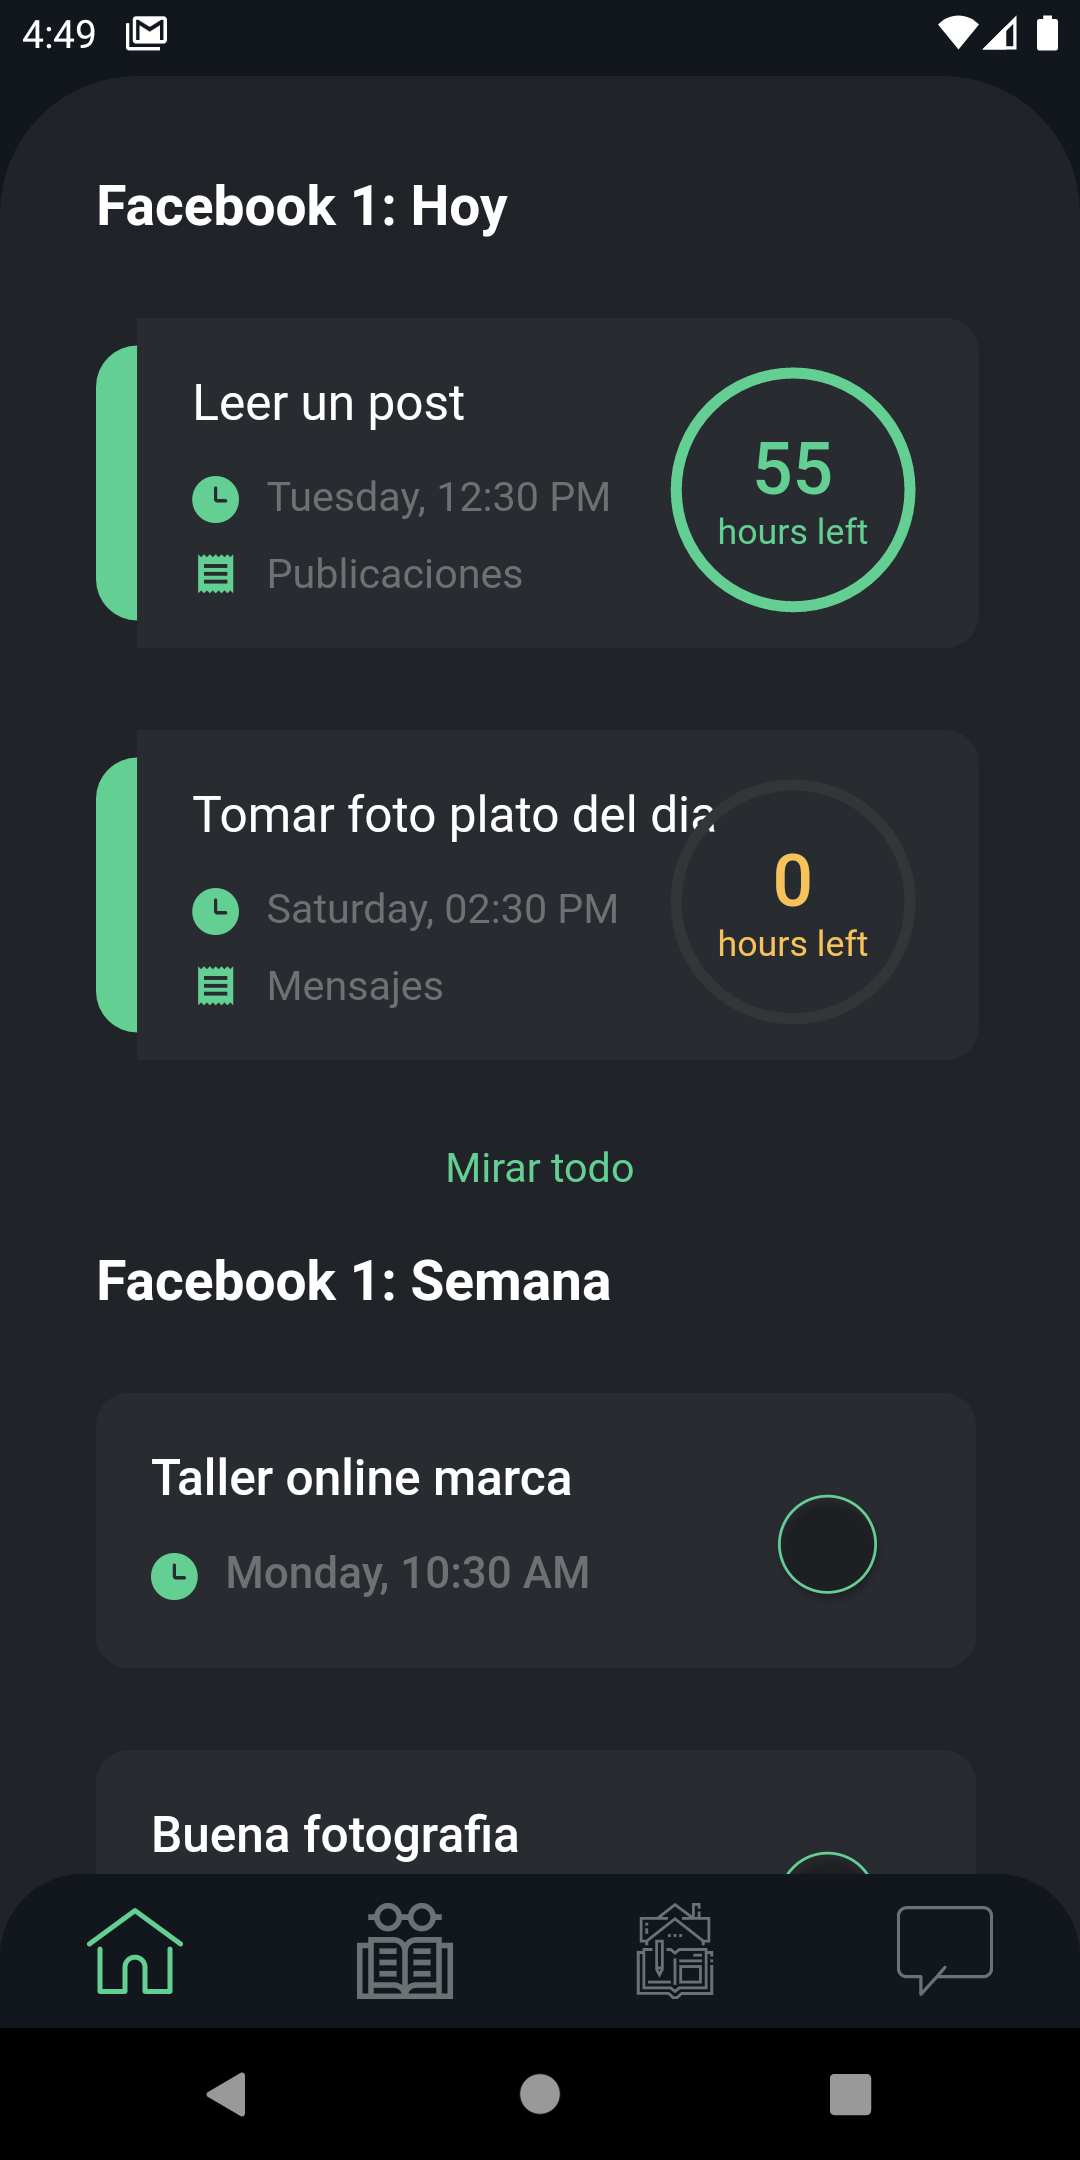 4:49
Facebook 1: Hoy
Leer un post
Tuesday, 12:30 PM
Publicaciones
55
hours left
Tomar foto plato del dia
Saturday, 02:30 PM
Mensajes
0
hours left
Mirar todo
Facebook 1: Semana
Taller online marca
Monday, 10:30 AM
Buena fotografia